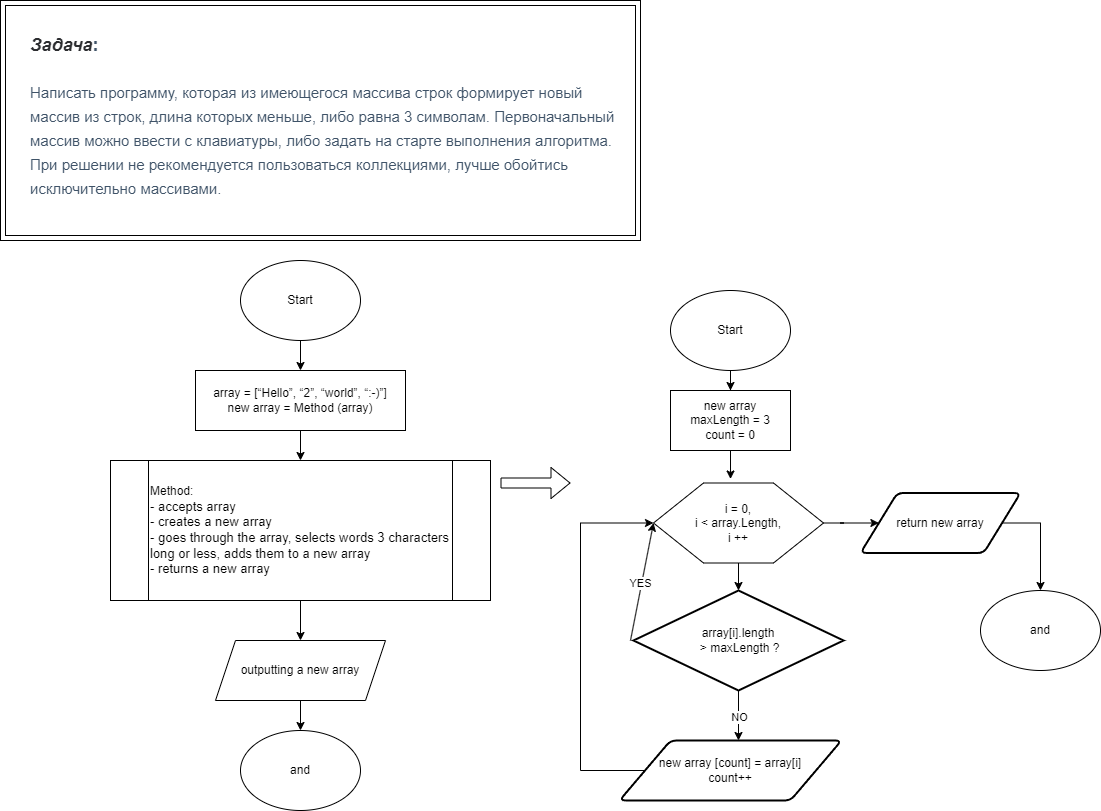 Задача:
Написать программу, которая из имеющегося массива строк формирует новый
массив из строк, длина которых меньше, либо равна 3 символам. Первоначальный
массив можно ввести с клавиатуры, либо задать на старте выполнения алгоритма.
При решении не рекомендуется пользоваться коллекциями, лучше обойтись
исключительно массивами.
Start
array = [“Hello”, “2”, “world”, “:-)”]
new array = Method (array)
Method:
- accepts array
- creates a new array
- goes through the array, selects words 3 characters
long or less, adds them to a new array
- returns a new array
outputting a new array
and
Start
new array
maxLength = 3
count = 0
i = 0,
i < array.Length,
i ++
return new array
and
YES
array[i].length
> maxLength ?
NO
new array [count] = array[i]
count++